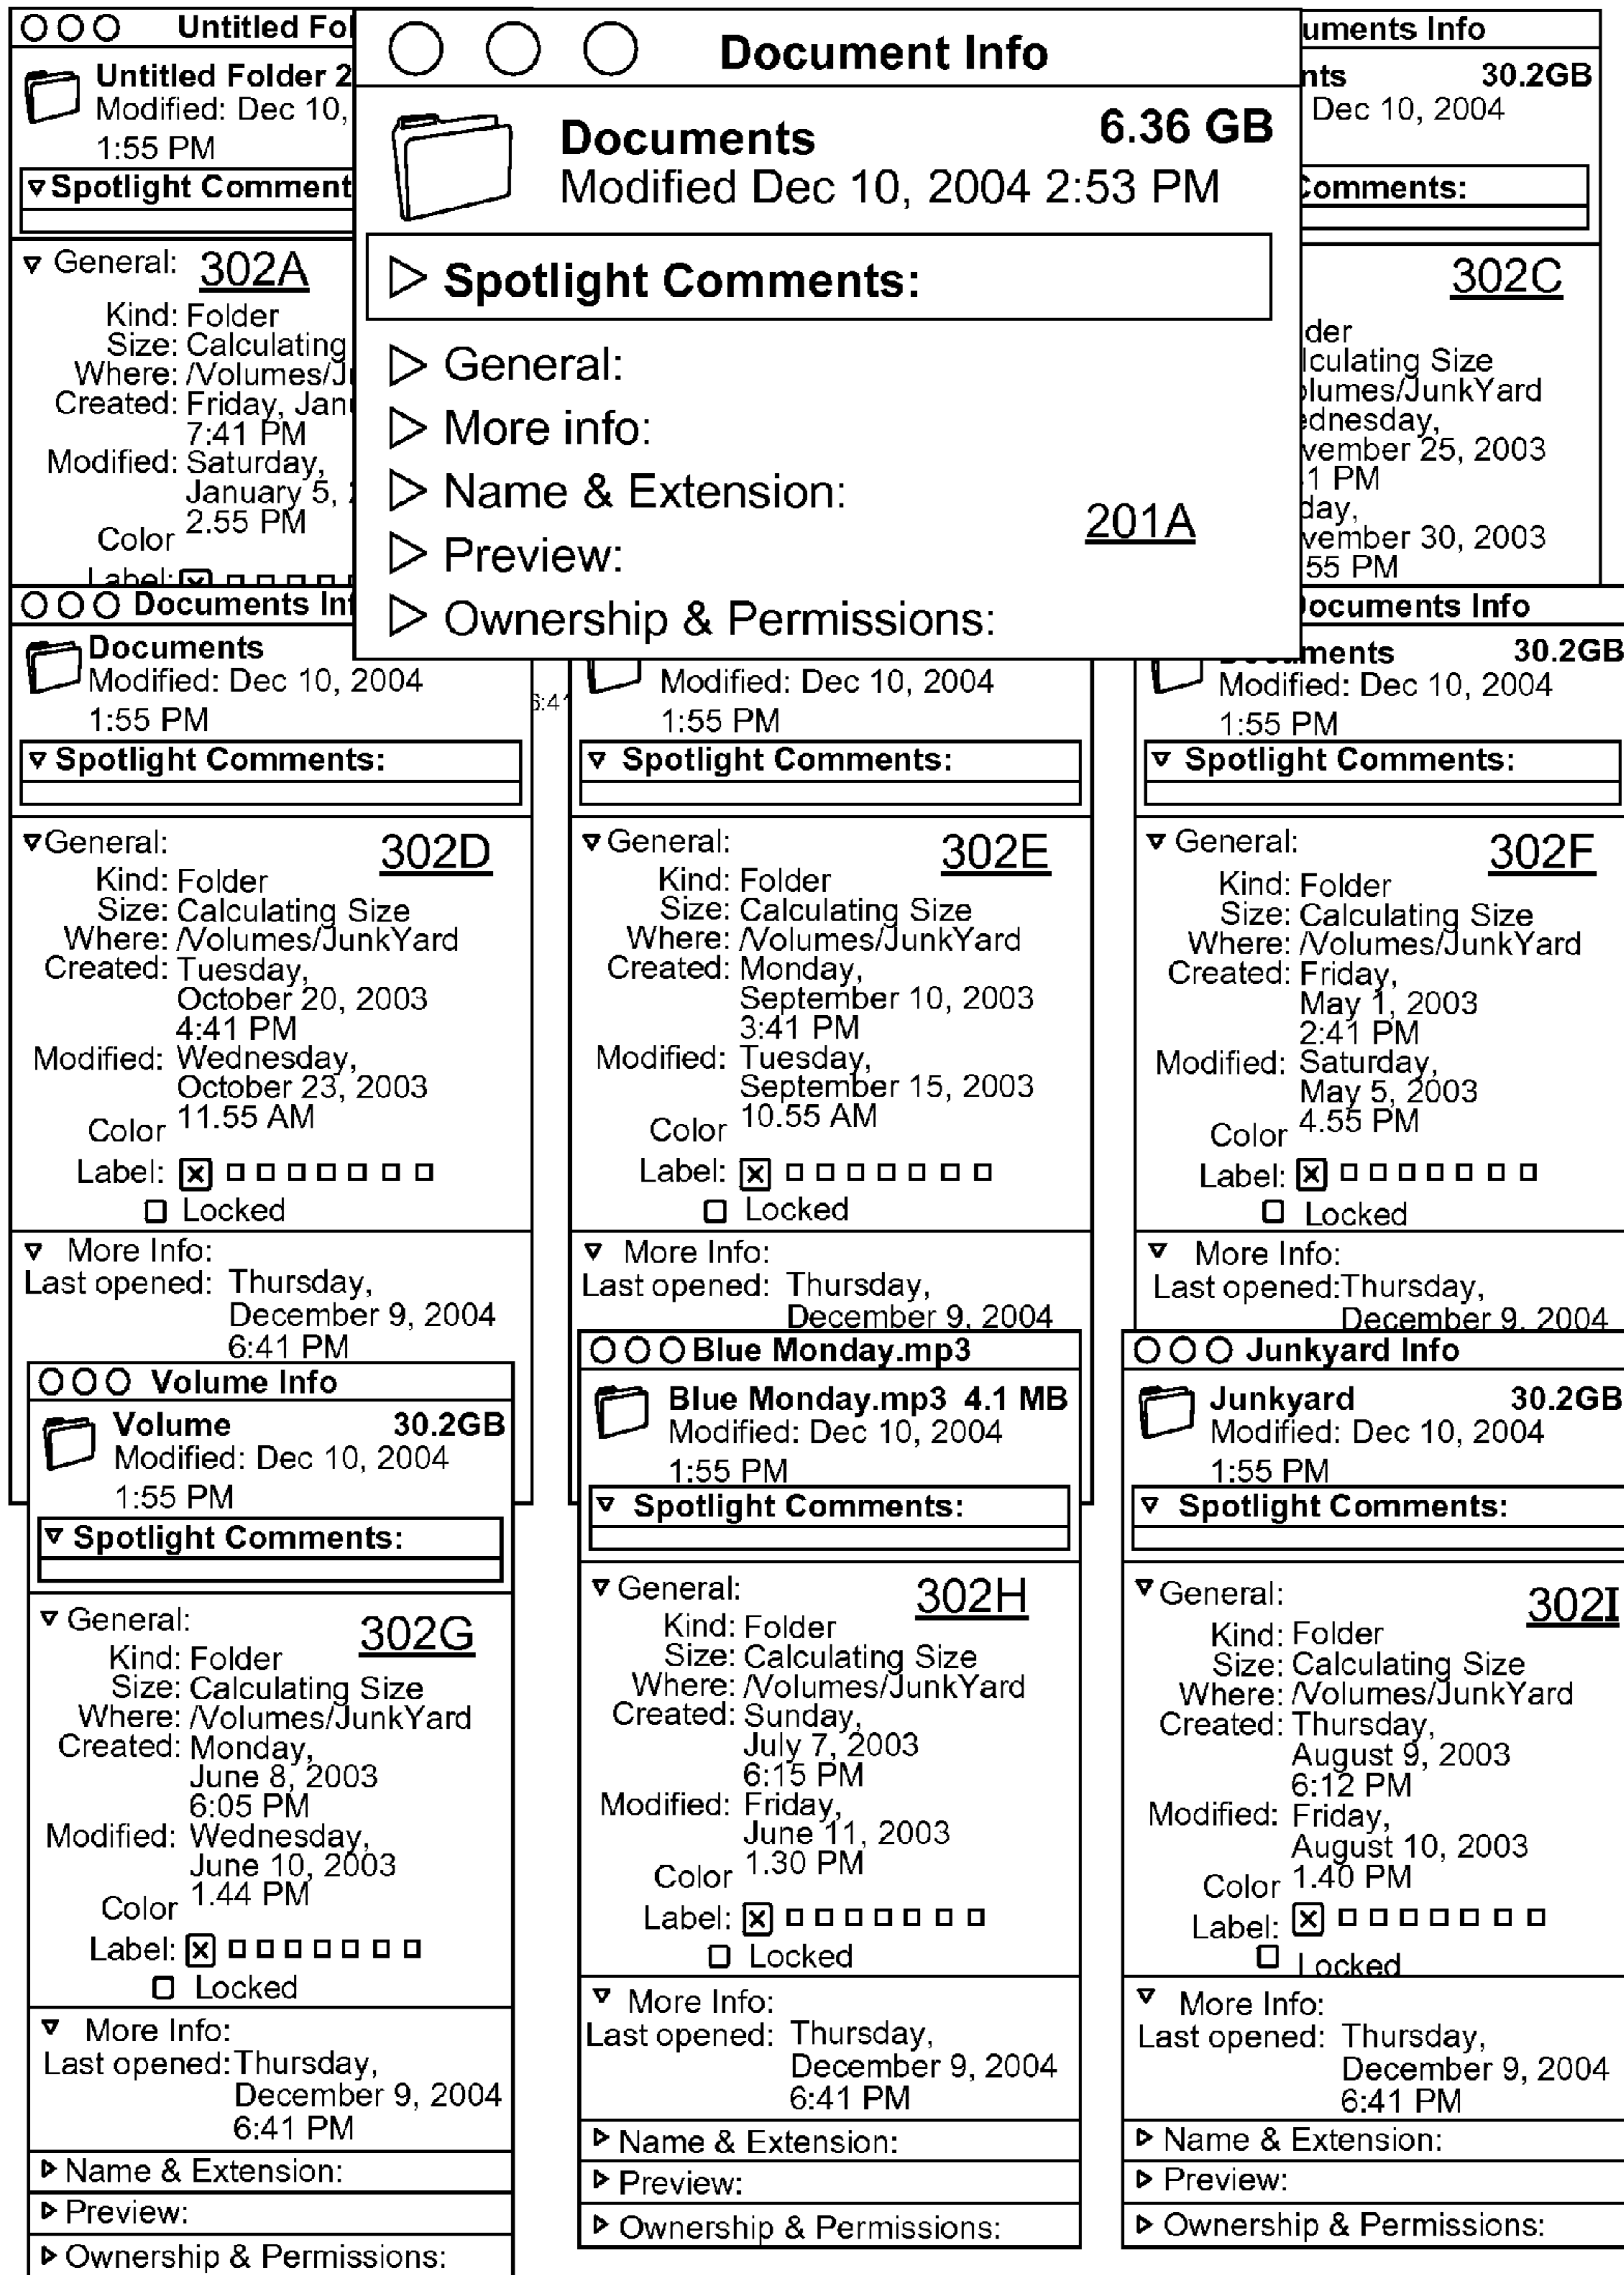 Untitled Fo
Untitled Folder 2
Modified: Dec 10,
1:55 PM
Spotlight Comment
General: 302A
Kind: Folder
Size: Calculating
Where: /Volumes/J
Created: Friday, Jan
7:41 PM
Modified: Saturday,
January 5,
2.55 PM
Color
Label:
Document Info
Documents 6.36 GB
Modified Dec 10, 2004 2:53 PM
Spotlight Comments:
General:
More info:
Name & Extension:
201A
Preview:
Ownership & Permissions:
uments Info
nts 30.2GB
Dec 10, 2004
Comments:
302C
der
lculating Size
lumes/JunkYard
ednesday,
vember 25, 2003
1 PM
day,
vember 30, 2003
55 PM
Documents In
Documents
Modified: Dec 10, 2004
1:55 PM
Spotlight Comments:
General: 302D
Kind: Folder
Size: Calculating Size
Where: /Volumes/JunkYard
Created: Tuesday,
October 20, 2003
4:41 PM
Modified: Wednesday,
October 23, 2003
11.55 AM
Color
Label:
Locked
More Info:
Last opened: Thursday,
December 9, 2004
6:41 PM
6:41
Modified: Dec 10, 2004
1:55 PM
Spotlight Comments:
General: 302E
Kind: Folder
Size: Calculating Size
Where: /Volumes/JunkYard
Created: Monday,
September 10, 2003
3:41 PM
Modified: Tuesday,
September 15, 2003
10.55 AM
Color
Label:
Locked
More Info:
Last opened: Thursday,
December 9, 2004
ocuments Info
ments 30.2GB
Modified: Dec 10, 2004
1:55 PM
Spotlight Comments:
General: 302F
Kind: Folder
Size: Calculating Size
Where: /Volumes/JunkYard
Created: Friday,
May 1, 2003
2:41 PM
Modified: Saturday,
May 5, 2003
4.55 PM
Color
Label:
Locked
More Info:
Last opened:Thursday,
December 9, 2004
Volume Info
Volume 30.2GB
Modified: Dec 10, 2004
1:55 PM
Spotlight Comments:
General: 302G
Kind: Folder
Size: Calculating Size
Where: /Volumes/JunkYard
Created: Monday,
June 8, 2003
6:05 PM
Modified: Wednesday,
June 10, 2003
1.44 PM
Color
Label:
Locked
More Info:
Last opened:Thursday,
December 9, 2004
6:41 PM
Name & Extension:
Preview:
Ownership & Permissions:
Blue Monday.mp3
Blue Monday.mp3 4.1 MB
Modified: Dec 10, 2004
1:55 PM
Spotlight Comments:
General: 302H
Kind: Folder
Size: Calculating Size
Where: /Volumes/JunkYard
Created: Sunday,
July 7, 2003
6:15 PM
Modified: Friday,
June 11, 2003
1.30 PM
Color
Label:
Locked
More Info:
Last opened: Thursday,
December 9, 2004
6:41 PM
Name & Extension:
Preview:
Ownership & Permissions:
Junkyard Info
Junkyard 30.2GB
Modified: Dec 10, 2004
1:55 PM
Spotlight Comments:
General: 302I
Kind: Folder
Size: Calculating Size
Where: /Volumes/JunkYard
Created: Thursday,
August 9, 2003
6:12 PM
Modified: Friday,
August 10, 2003
1.40 PM
Color
Label:
Locked
More Info:
Last opened: Thursday,
December 9, 2004
6:41 PM
Name & Extension:
Preview:
Ownership & Permissions: